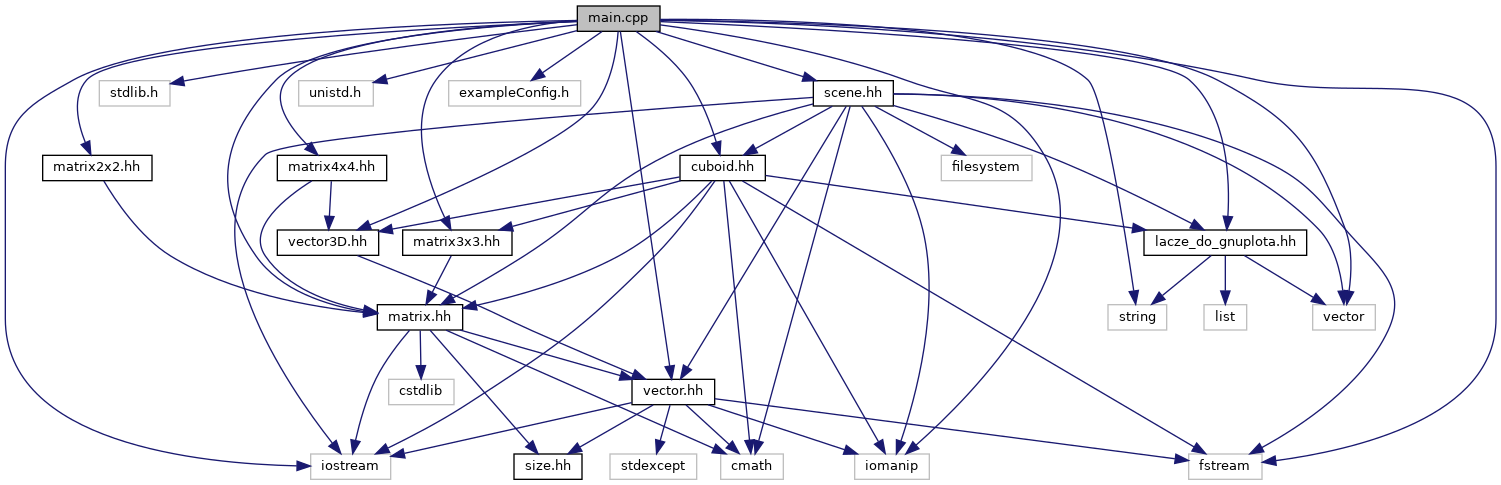 main.cpp
stdlib.h
unistd.h
exampleConfig.h
scene.hh
matrix2x2.hh
matrix4x4.hh
cuboid.hh
filesystem
vector3D.hh
matrix3x3.hh
lacze_do_gnuplota.hh
matrix.hh
string
list
vector
cstdlib
vector.hh
iostream
size.hh
stdexcept
cmath
iomanip
fstream